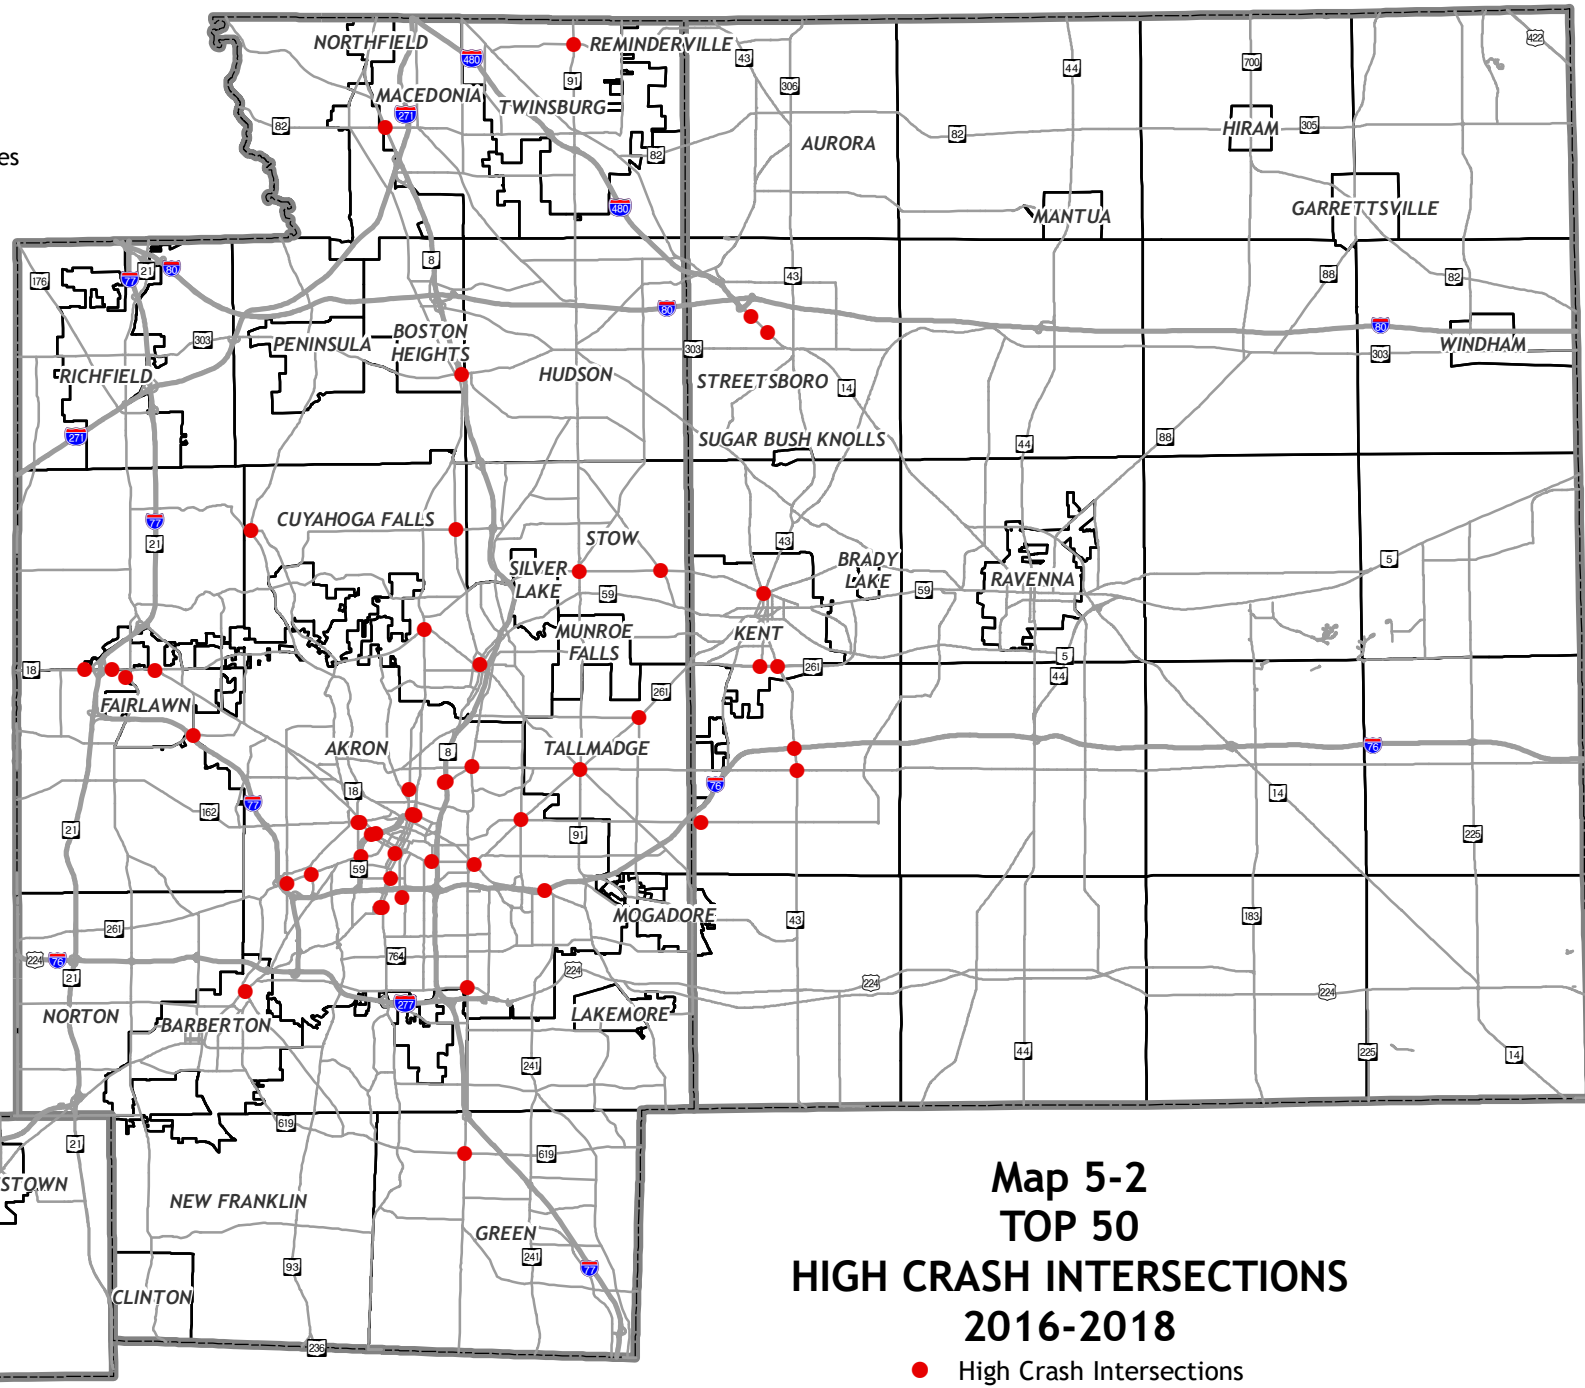 NORTHFIELD
480
REMINDERVILLE
43
44
700
422
91
306
MACEDONIA
TWINSBURG
271
82
82
AURORA
82
HIRAM
305
480
MANTUA
GARRETTSVILLE
es
176
77
21
80
8
43
88
82
80
303
PENINSULA
BOSTON
HEIGHTS
303
80
303
WINDHAM
RICHFIELD
HUDSON
STREETSBORO
14
271
SUGAR BUSH KNOLLS
44
88
77
21
CUYAHOGA FALLS
STOW
43
5
SILVER
LAKE
59
BRADY
LAKE
59
RAVENNA
MUNROE
FALLS
KENT
18
261
5
44
FAIRLAWN
261
AKRON
8
TALLMADGE
76
76
18
162
77
14
21
91
225
59
MOGADORE
43
183
261
224
76
21
764
224
224
224
NORTON
BARBERTON
277
LAKEMORE
241
44
225
14
619
21
619
STOWN
NEW FRANKLIN
GREEN
241
93
77
CLINTON
236
Map 5-2
TOP 50
HIGH CRASH INTERSECTIONS
2016-2018
High Crash Intersections